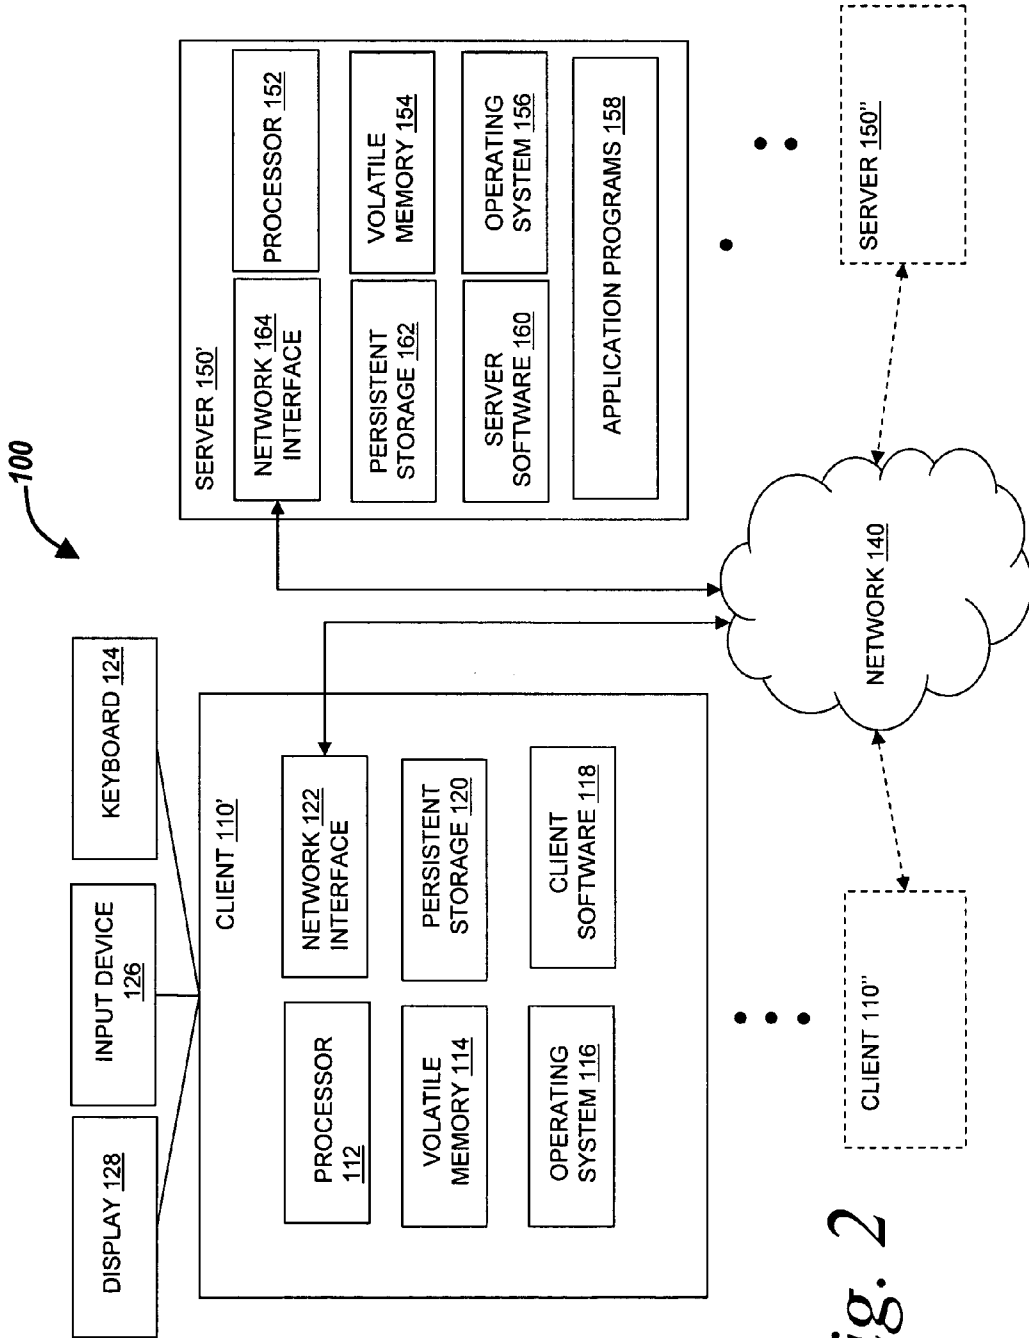 100
DISPLAY 128
INPUT DEVICE
126
KEYBOARD 124
CLIENT 110'
PROCESSOR
112
NETWORK 122
INTERFACE
VOLATILE
MEMORY 114
PERSISTENT
STORAGE 120
OPERATING
SYSTEM 116
CLIENT
SOFTWARE 118
SERVER 150'
NETWORK 164
INTERFACE
PROCESSOR 152
PERSISTENT
STORAGE 162
VOLATILE
MEMORY 154
SERVER
SOFTWARE 160
OPERATING
SYSTEM 156
APPLICATION PROGRAMS 158
CLIENT 110"
NETWORK 140
SERVER 150"
ig. 2